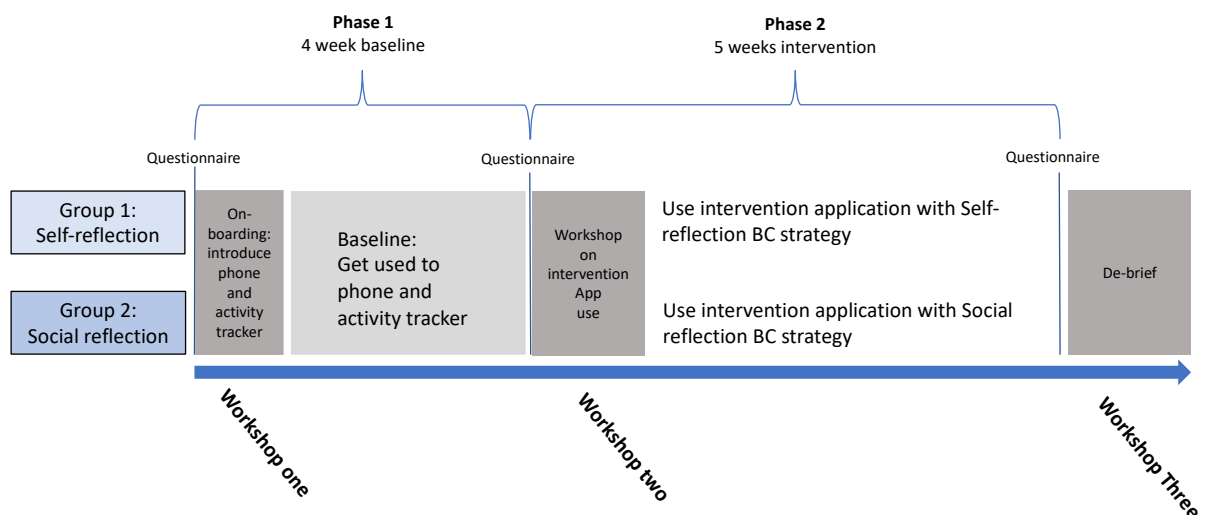 Phase 1
4 week baseline
Phase 2
5 weeks intervention
Questionnaire
Questionnaire
Questionnaire
Group 1:
Self-reflection
Group 2:
Social reflection
On-
boarding:
introduce
phone
and
activity
tracker
Baseline:
Get used to
phone and
activity tracker
Workshop
on
intervention
App
use
Use intervention application with Self-
reflection BC strategy
Use intervention application with Social
reflection BC strategy
De-brief
Workshop one
Workshop two
Workshop Three